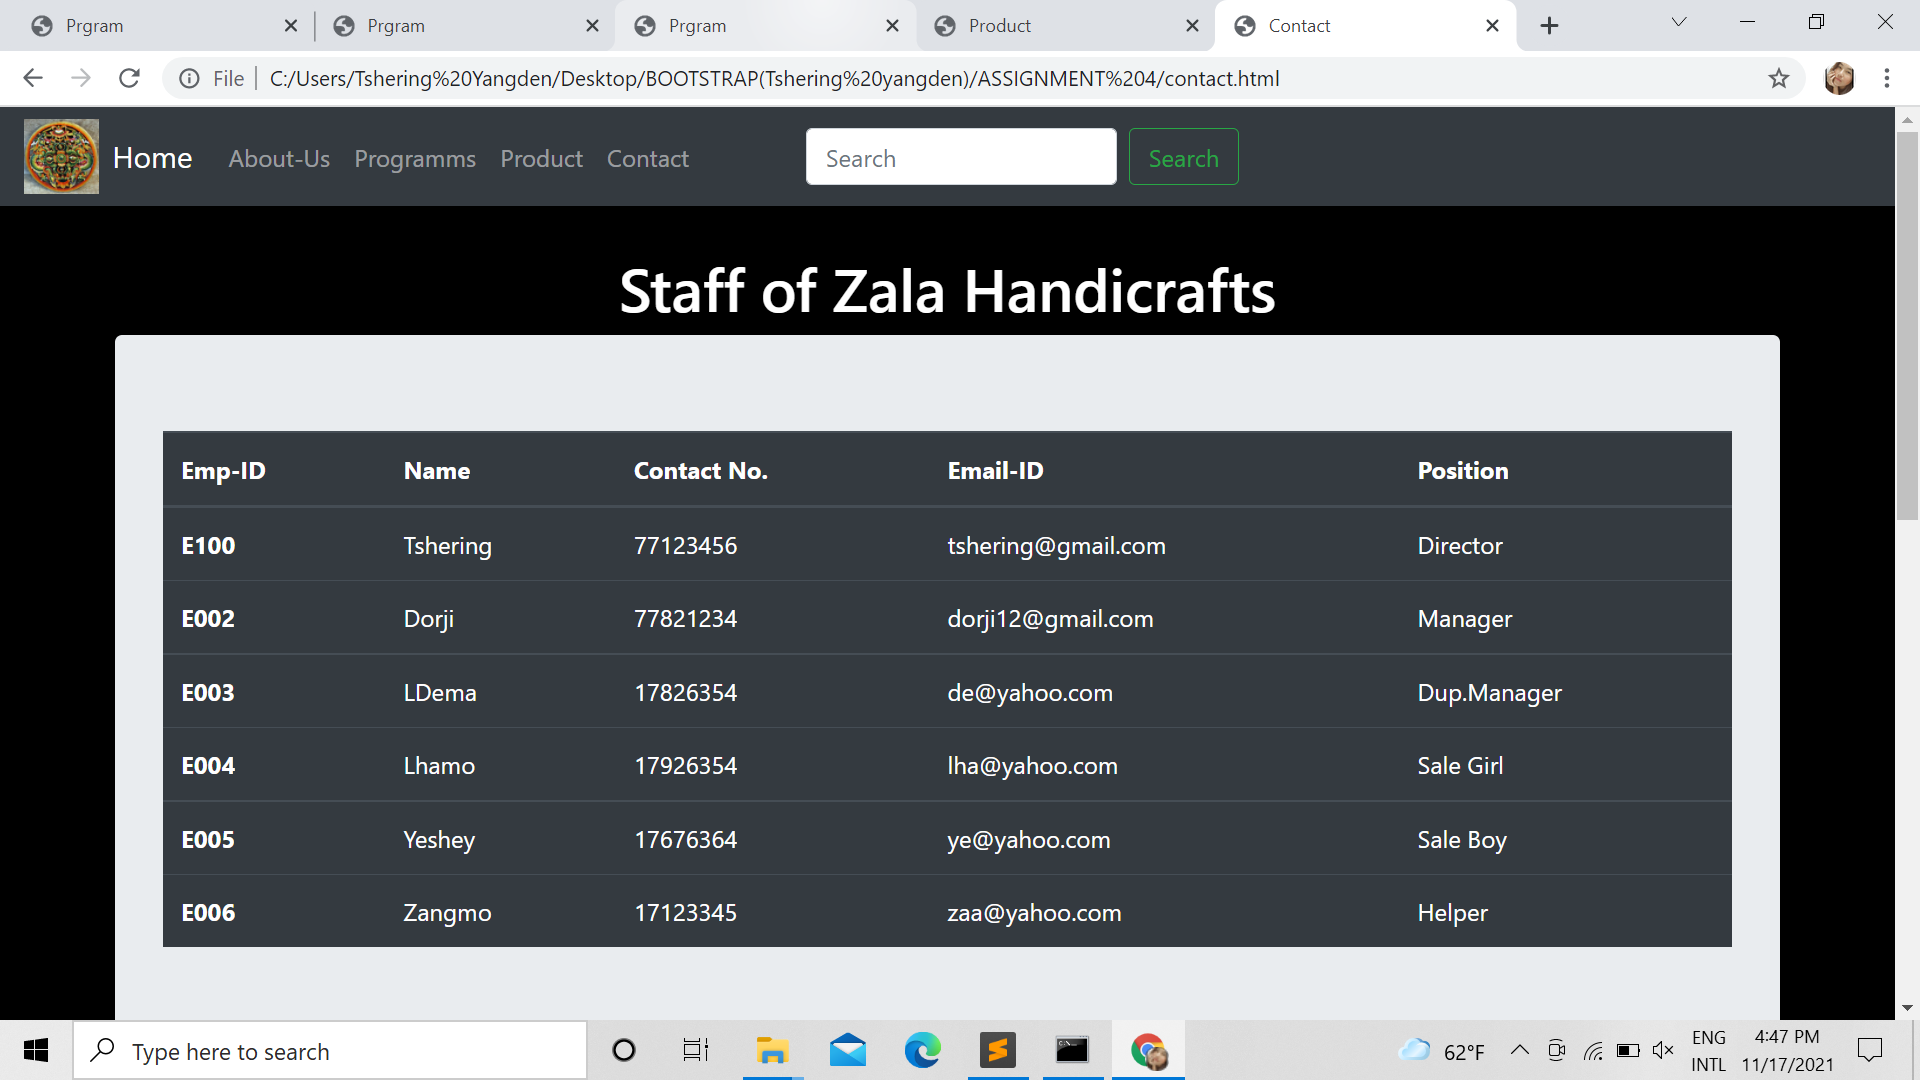 Prgram Prgram Prgram Product Contact
File C:/Users/Tshering%20Yangden/Desktop/BOOTSTRAP(Tshering%20yangden)/ASSIGNMENT%204/contact.html
Home About-Us Programms Product Contact Search Search
Staff of Zala Handicrafts
Emp-ID Name Contact No. Email-ID Position
E100 Tshering 77123456 tshering@gmail.com Director
E002 Dorji 77821234 dorji12@gmail.com Manager
E003 LDema 17826354 de@yahoo.com Dup.Manager
E004 Lhamo 17926354 lha@yahoo.com Sale Girl
E005 Yeshey 17676364 ye@yahoo.com Sale Boy
E006 Zangmo 17123345 zaa@yahoo.com Helper
Type here to search 62°F ENG 4:47 PM
INTL 11/17/2021